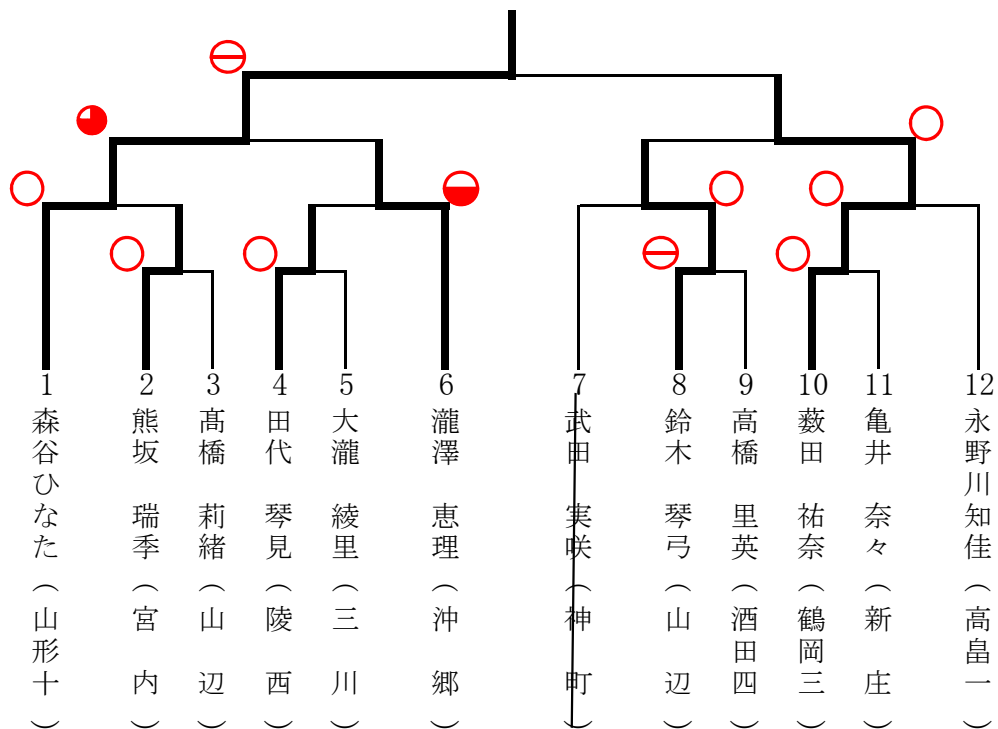 1
森谷ひなた（山形十）
2
熊坂 瑞季（宮 内）
3
髙橋 莉緒（山 辺）
4
田代 琴見（陵 西）
5
大瀧 綾里（三 川）
6
瀧澤 恵理（沖 郷）
7
武田 実咲（神 町）
8
鈴木 琴弓（山 辺）
9
高橋 里英（酒田四）
10
薮田 祐奈（鶴岡三）
11
亀井 奈々（新 庄）
12
永野川知佳（高畠一）